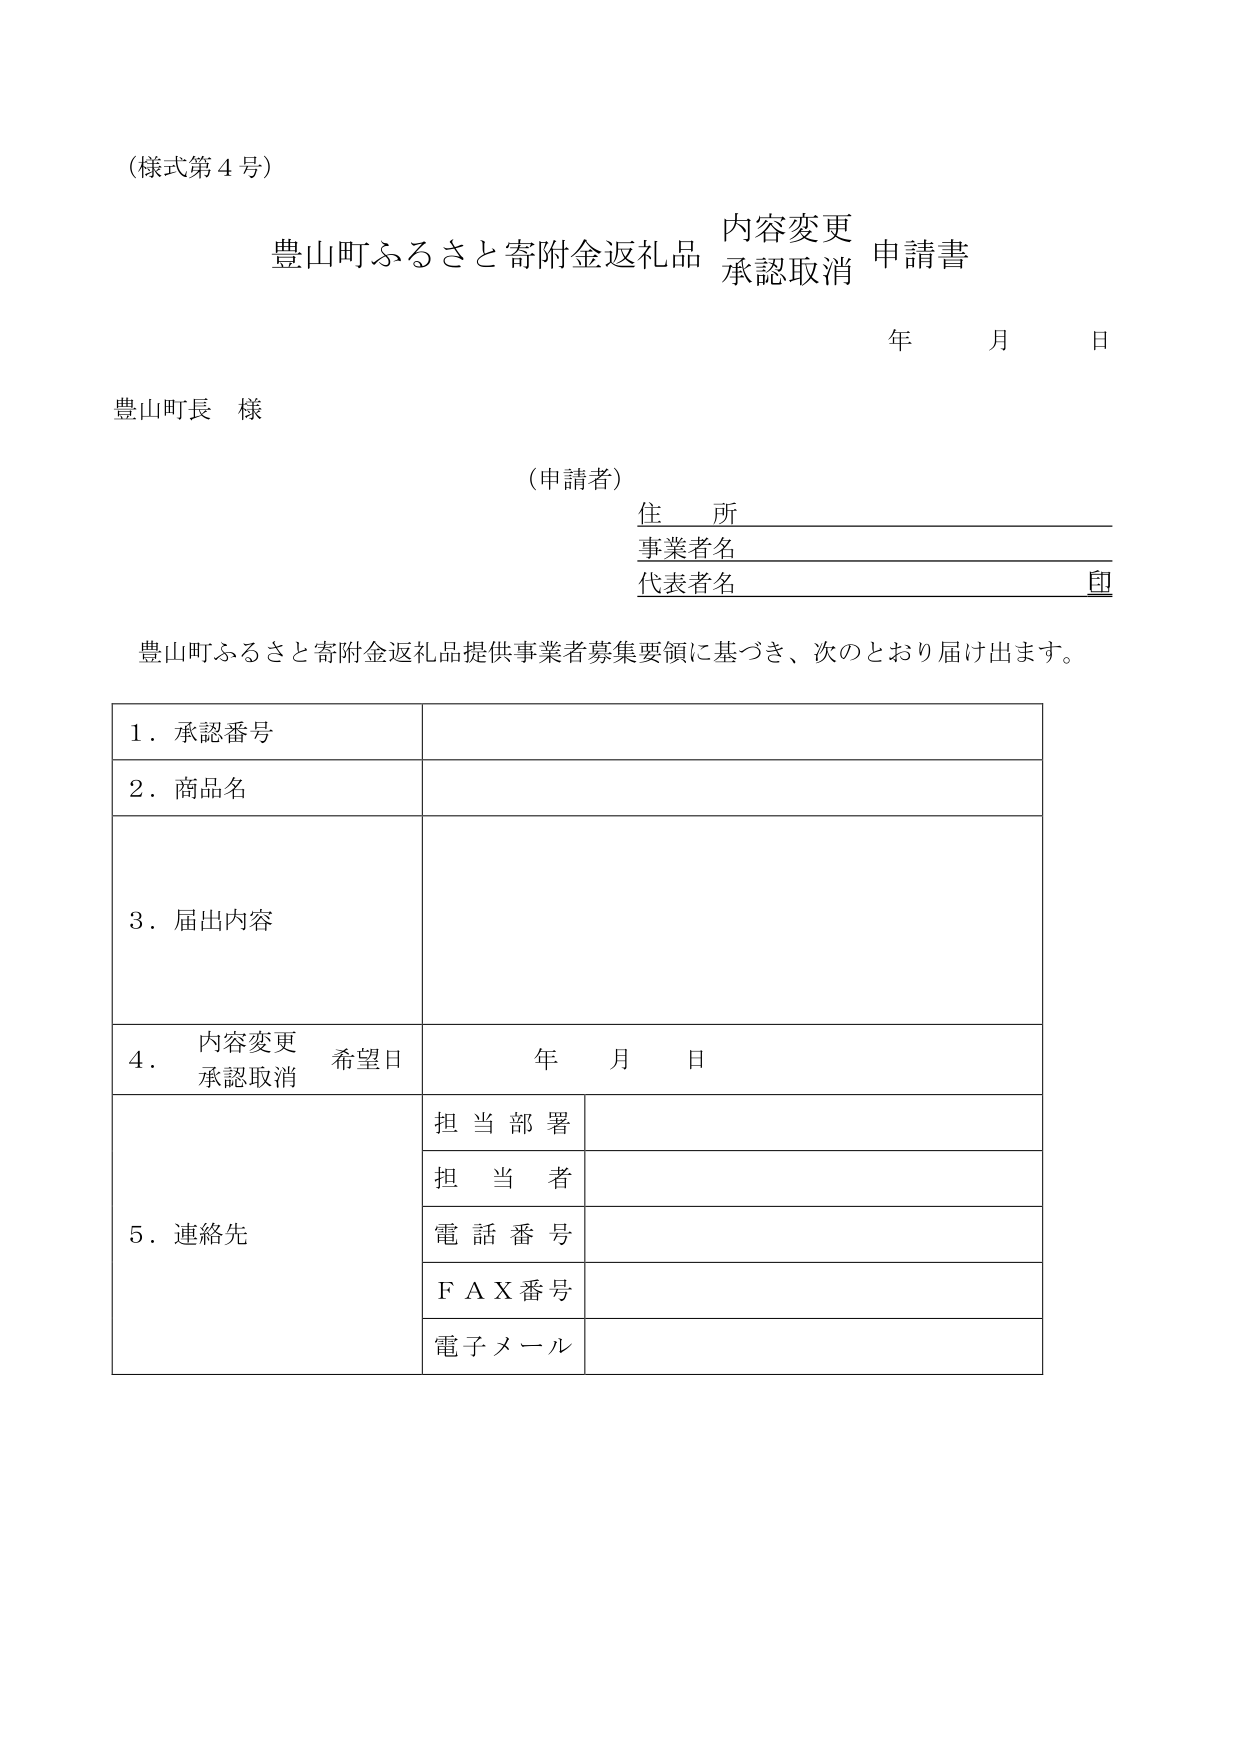 （様式第４号）
豊山町ふるさと寄附金返礼品 内容変更 申請書
承認取消
年　　　月　　　日
豊山町長　様
（申請者）
住　　所
事業者名
代表者名　　　　　　　　　　　　　　印
豊山町ふるさと寄附金返礼品提供事業者募集要領に基づき、次のとおり届け出ます。
１．承認番号
２．商品名
３．届出内容
４． 内容変更 希望日　年　　月　　日
承認取消
５．連絡先
担当部署
担当者
電話番号
ＦＡＸ番号
電子メール